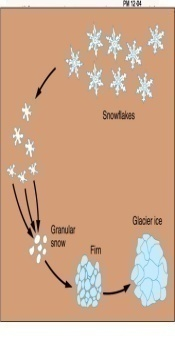 PM 12-04
Snowflakes
Glacier ice
Granular
snow
Firn